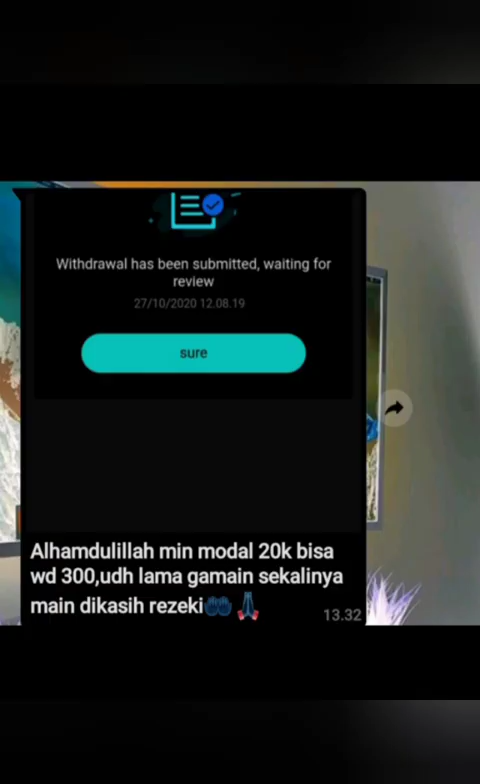 Withdrawal has been submitted, waiting for
review
27/10/2020 12.08.19
sure
Alhamdulillah min modal 20k bisa
wd 300,udh lama gamain sekalinya
main dikasih rezeki🤲🏿 🙏🏿
13.32